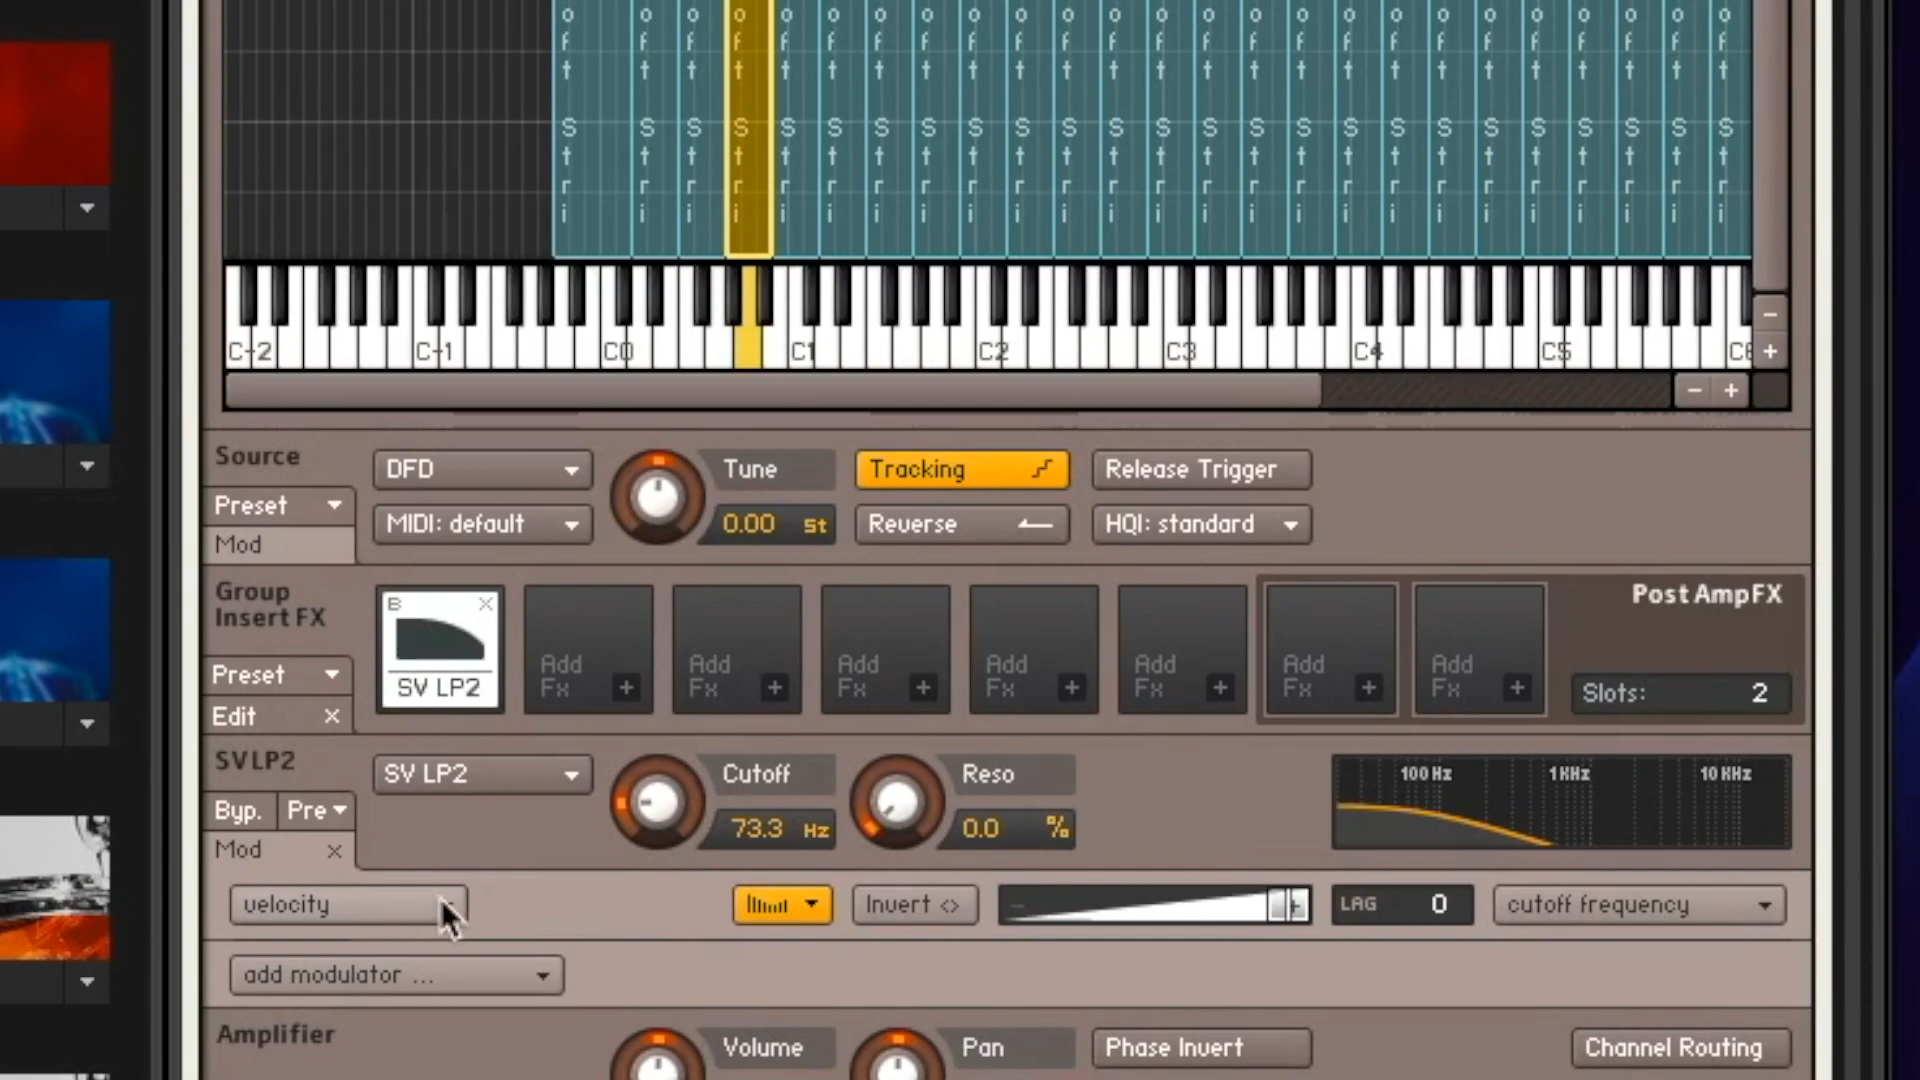 o o o o o o o o o o o o o o o o o o o o o o o o
f f f f f f f f f f f f f f f f f f f f f f f f
t t t t t t t t t t t t t t t t t t t t t t t t
S S S S S S S S S S S S S S S S S S S S S S S S
t t t t t t t t t t t t t t t t t t t t t t t t
r r r r r r r r r r r r r r r r r r r r r r r r
i i i i i i i i i i i i i i i i i i i i i i i i
C-2 C-1 C0 C1 C2 C3 C4 C5
Source DFD Tune Tracking Release Trigger
Preset MIDI: default 0.00 St Reverse HQI: standard
Mod
Group
Insert FX
B X
SV LP2
Add Fx + Add Fx + Add Fx + Add Fx + Add Fx + Add Fx + Add Fx +
Post Amp FX
Slots: 2
Preset
Edit ×
SV LP2 SV LP2 Cutoff Reso 100 Hz 1 KHz 10 KHz
Byp. Pre 73.3 Hz 0.0 %
Mod ×
velocity Invert <> - + LAG 0 cutoff frequency
add modulator ...
Amplifier Volume Pan Phase Invert Channel Routing